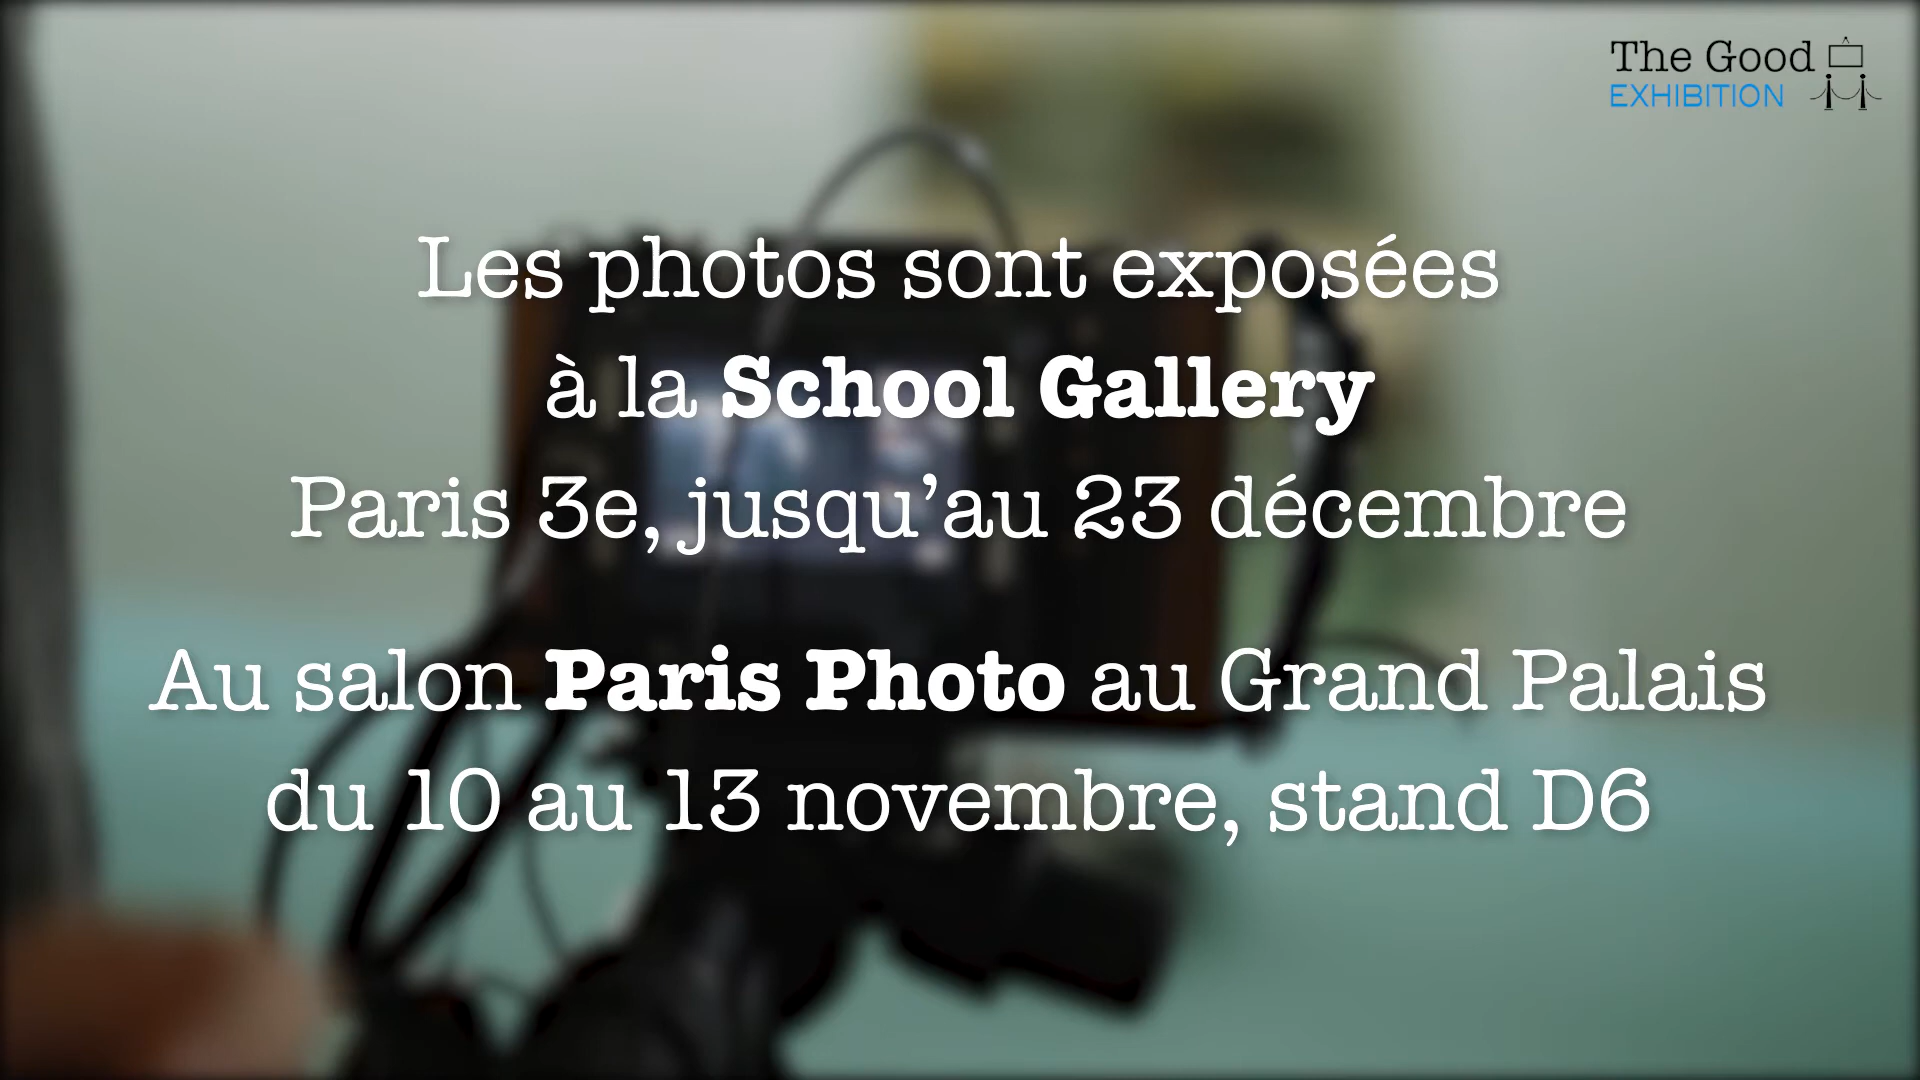 The Good
EXHIBITION
Les photos sont exposées
à la School Gallery
Paris 3e, jusqu’au 23 décembre
Au salon Paris Photo au Grand Palais
du 10 au 13 novembre, stand D6